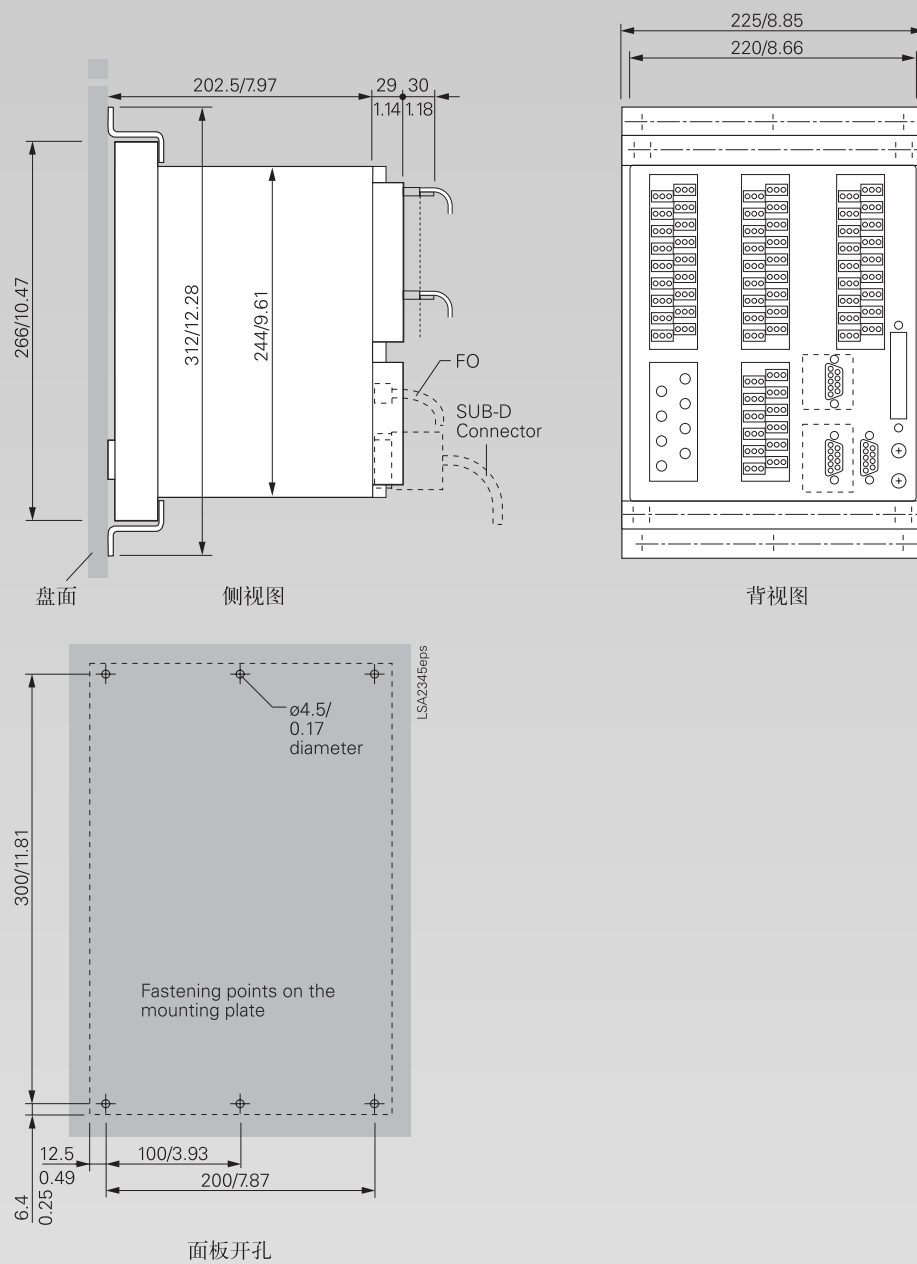 225/8.85
220/8.66
202.5/7.97
29
30
1.14
1.18
266/10.47
312/12.28
244/9.61
FO
SUB-D
Connector
盘面
侧视图
背视图
LSA2345eps
ø4.5/
0.17
diameter
300/11.81
Fastening points on the
mounting plate
12.5
0.49
100/3.93
200/7.87
6.4
0.25
面板开孔